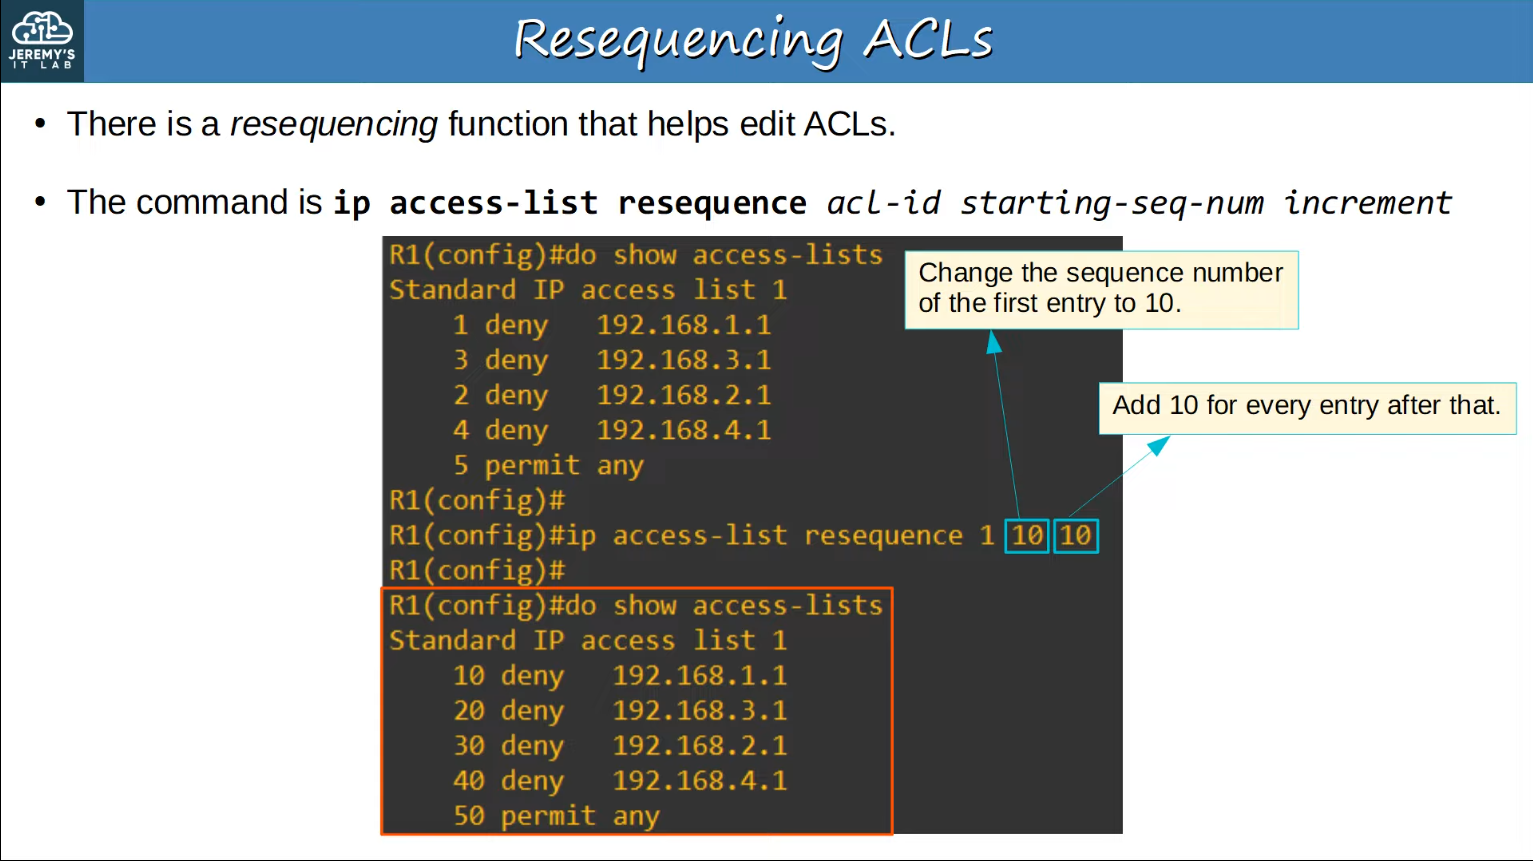 JEREMY'S
IT LAB
Resequencing ACLs
• There is a resequencing function that helps edit ACLs.
• The command is ip access-list resequence acl-id starting-seq-num increment
R1(config)#do show access-lists
Standard IP access list 1
1 deny 192.168.1.1
3 deny 192.168.3.1
2 deny 192.168.2.1
4 deny 192.168.4.1
5 permit any
R1(config)#
R1(config)#ip access-list resequence 1 10 10
R1(config)#
R1(config)#do show access-lists
Standard IP access list 1
10 deny 192.168.1.1
20 deny 192.168.3.1
30 deny 192.168.2.1
40 deny 192.168.4.1
50 permit any
Change the sequence number
of the first entry to 10.
Add 10 for every entry after that.